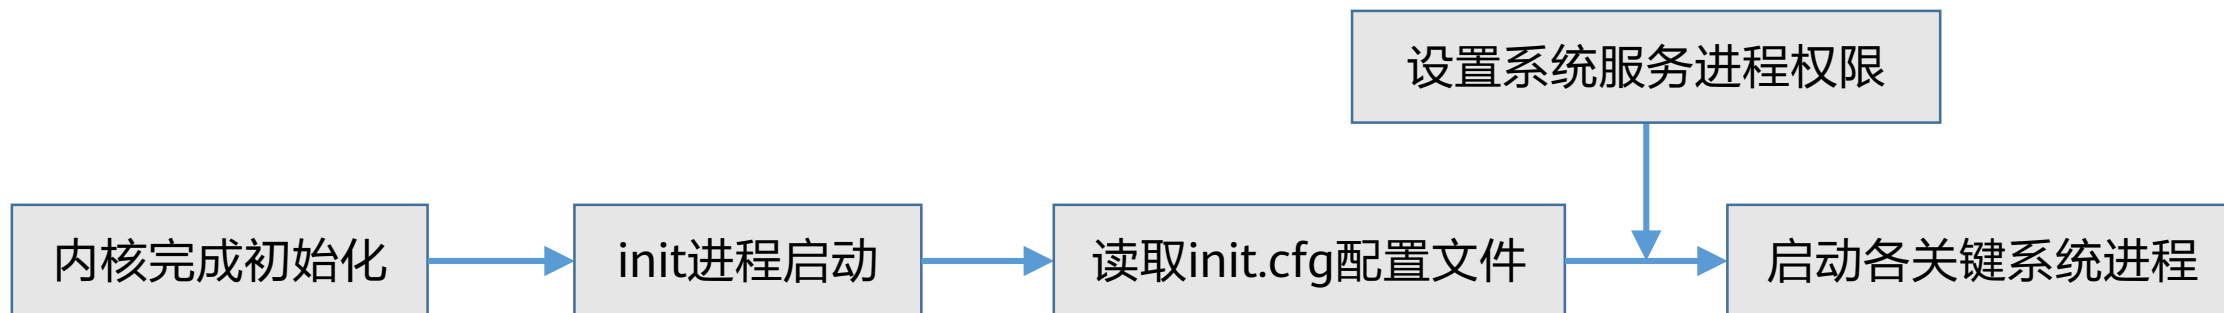 设置系统服务进程权限
内核完成初始化
init进程启动
读取init.cfg配置文件
启动各关键系统进程